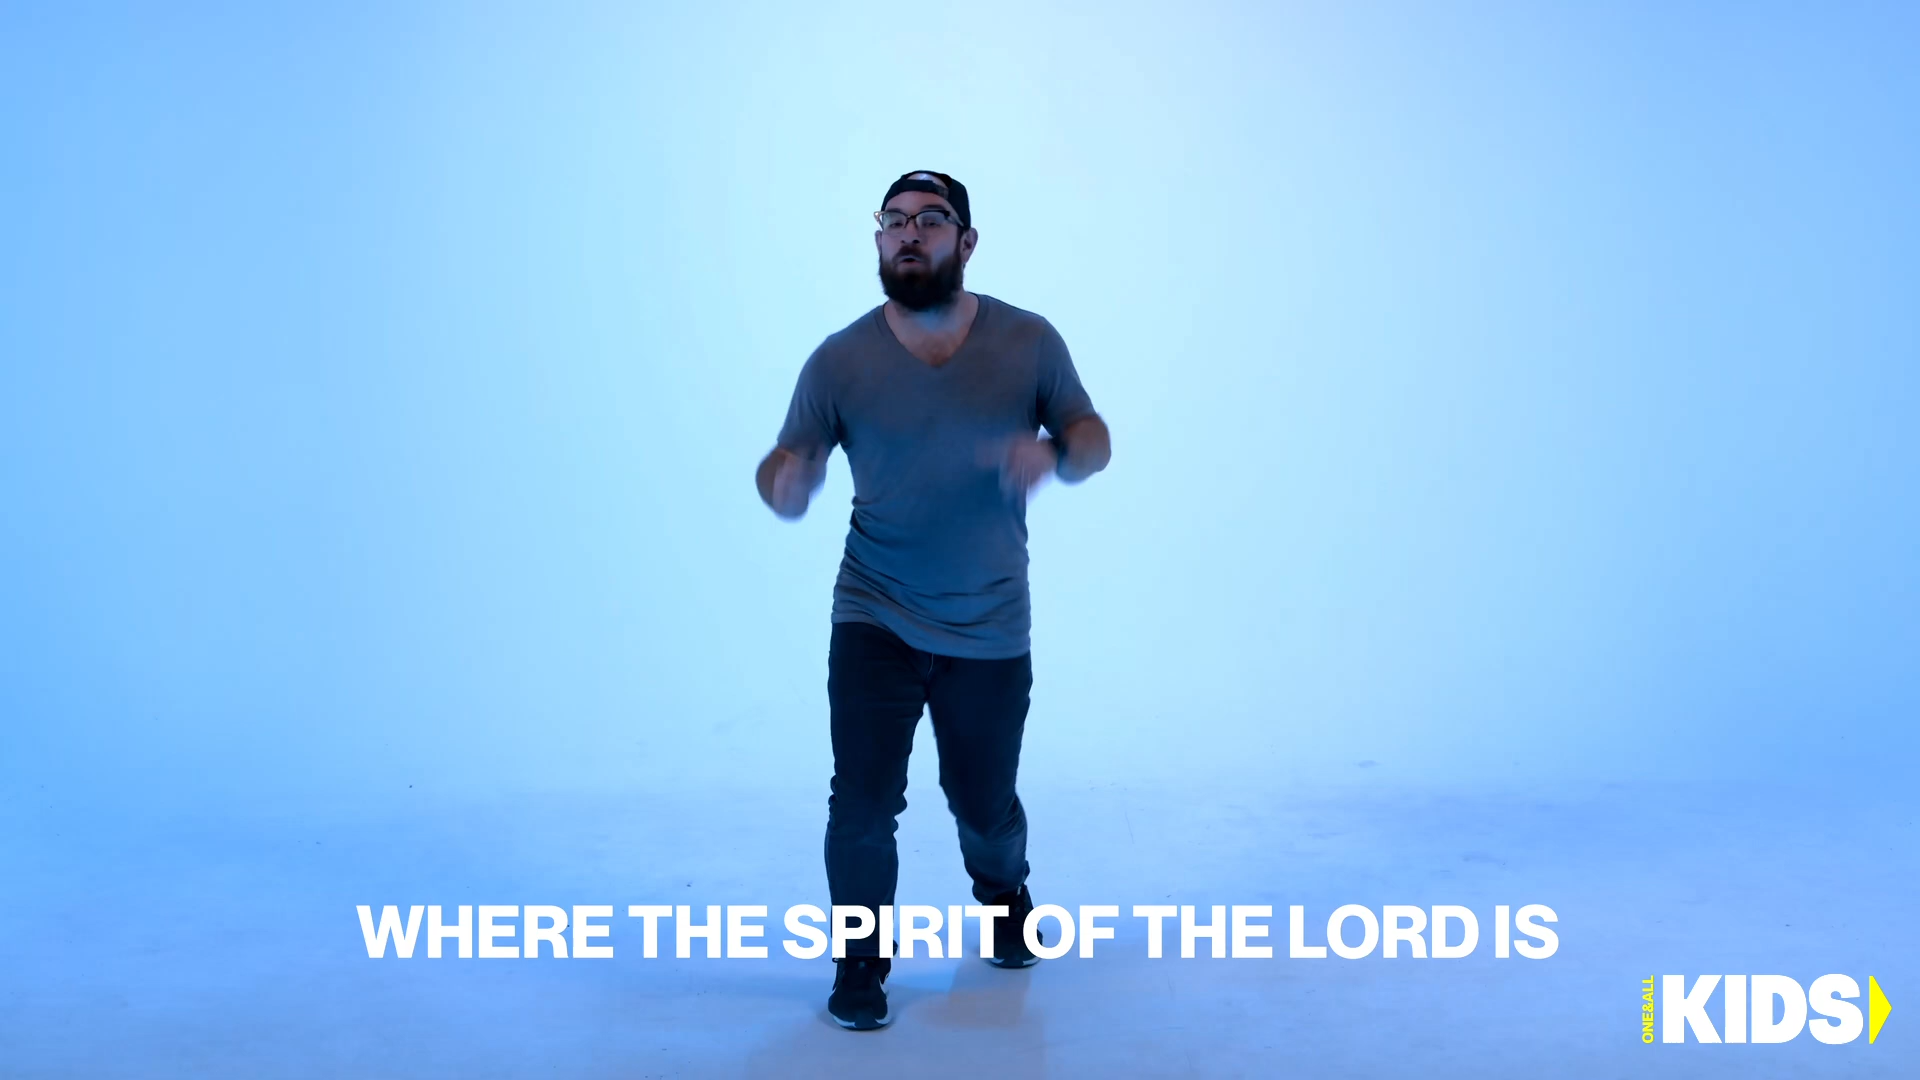 WHERE THE SPIRIT OF THE LORD IS
ONE&ALL
KIDS